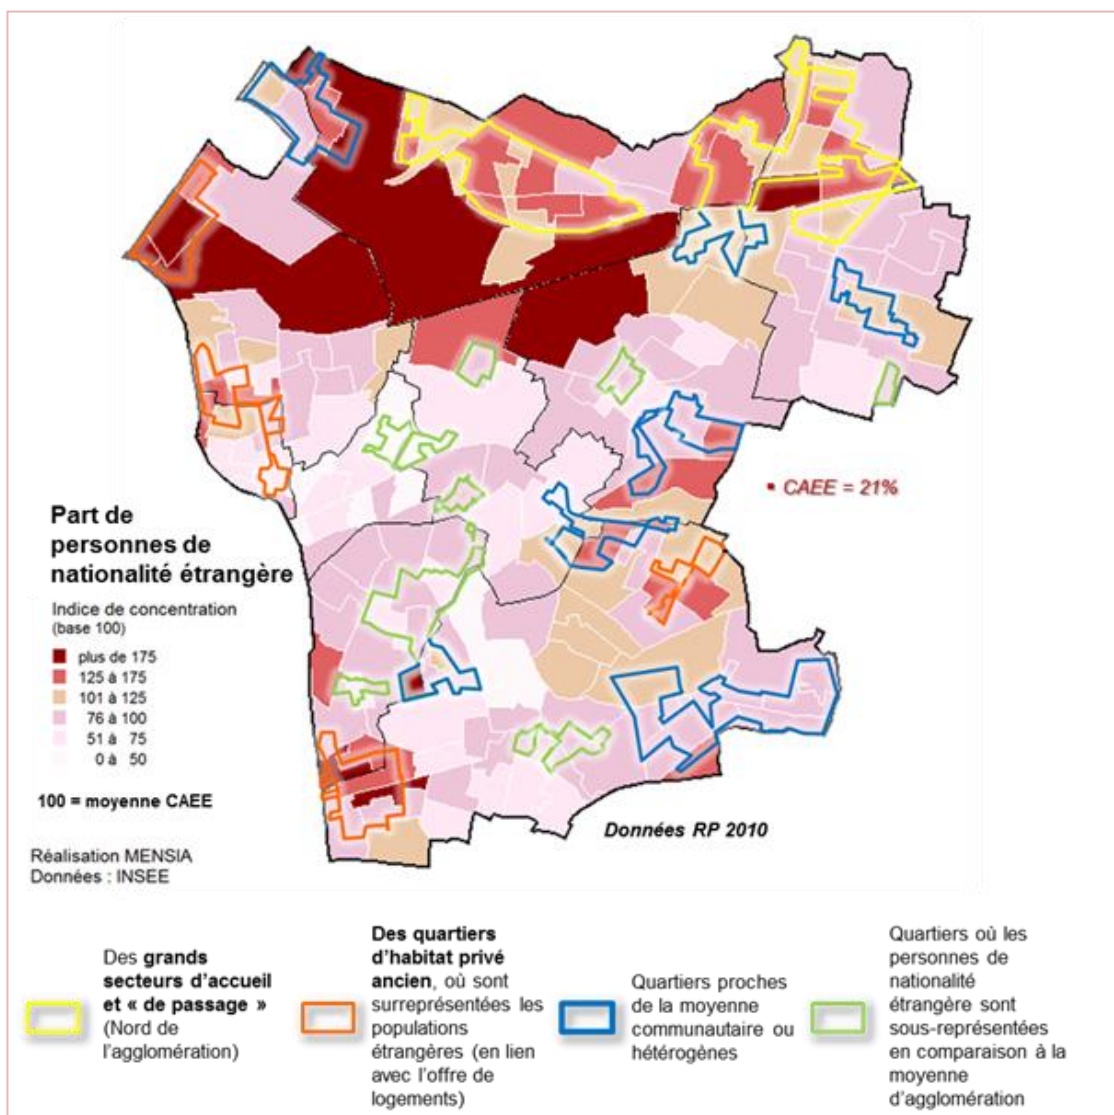 CAEE = 21%
Part de
personnes de
nationalité étrangère
Indice de concentration
(base 100)
plus de 175
125 à 175
101 à 125
76 à 100
51 à 75
0 à 50
100 = moyenne CAEE
Données RP 2010
Réalisation MENSIA
Données : INSEE
Des grands
secteurs d'accueil
et « de passage »
(Nord de
l'agglomération)
Des quartiers
d'habitat privé
ancien, où sont
surreprésentées les
populations
étrangères (en lien
avec l'offre de
logements)
Quartiers proches
de la moyenne
communautaire ou
hétérogènes
Quartiers où les
personnes de
nationalité
étrangère sont
sous-représentées
en comparaison à la
moyenne
d'agglomération